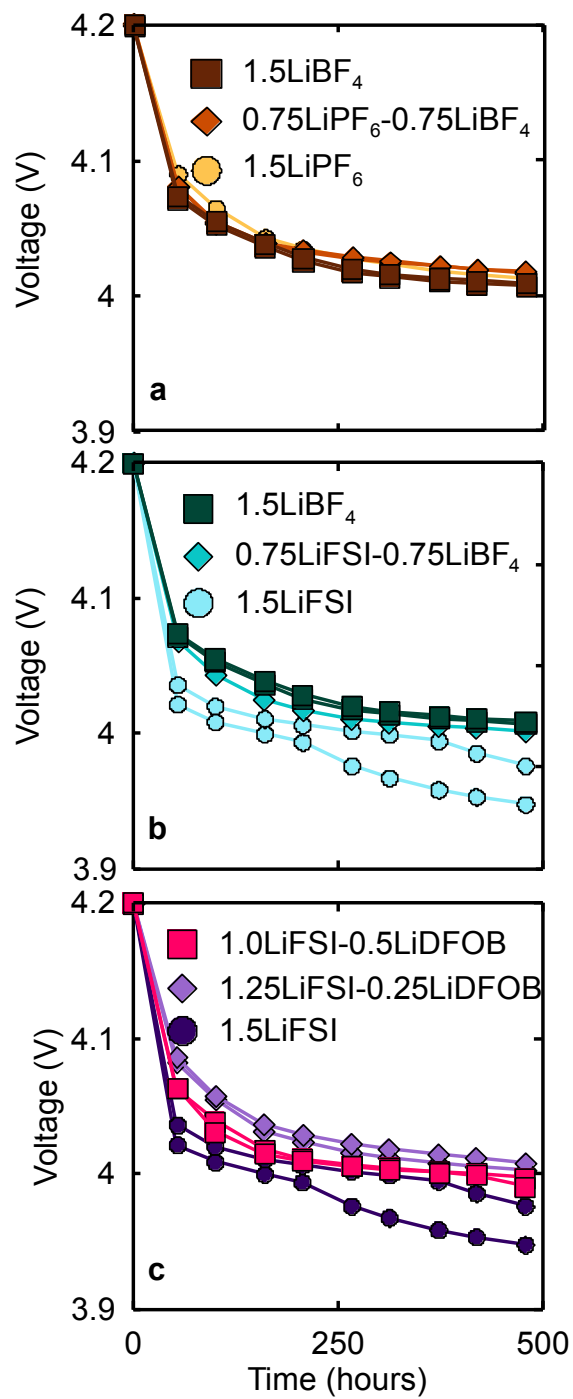 4.2
1.5LiBF₄
0.75LiPF₆-0.75LiBF₄
4.1
1.5LiPF₆
Voltage (V)
4
a
3.9
4.2
1.5LiBF₄
0.75LiFSI-0.75LiBF₄
4.1
1.5LiFSI
Voltage (V)
4
b
3.9
4.2
1.0LiFSI-0.5LiDFOB
1.25LiFSI-0.25LiDFOB
4.1
1.5LiFSI
Voltage (V)
4
c
3.9
0 250 500
Time (hours)